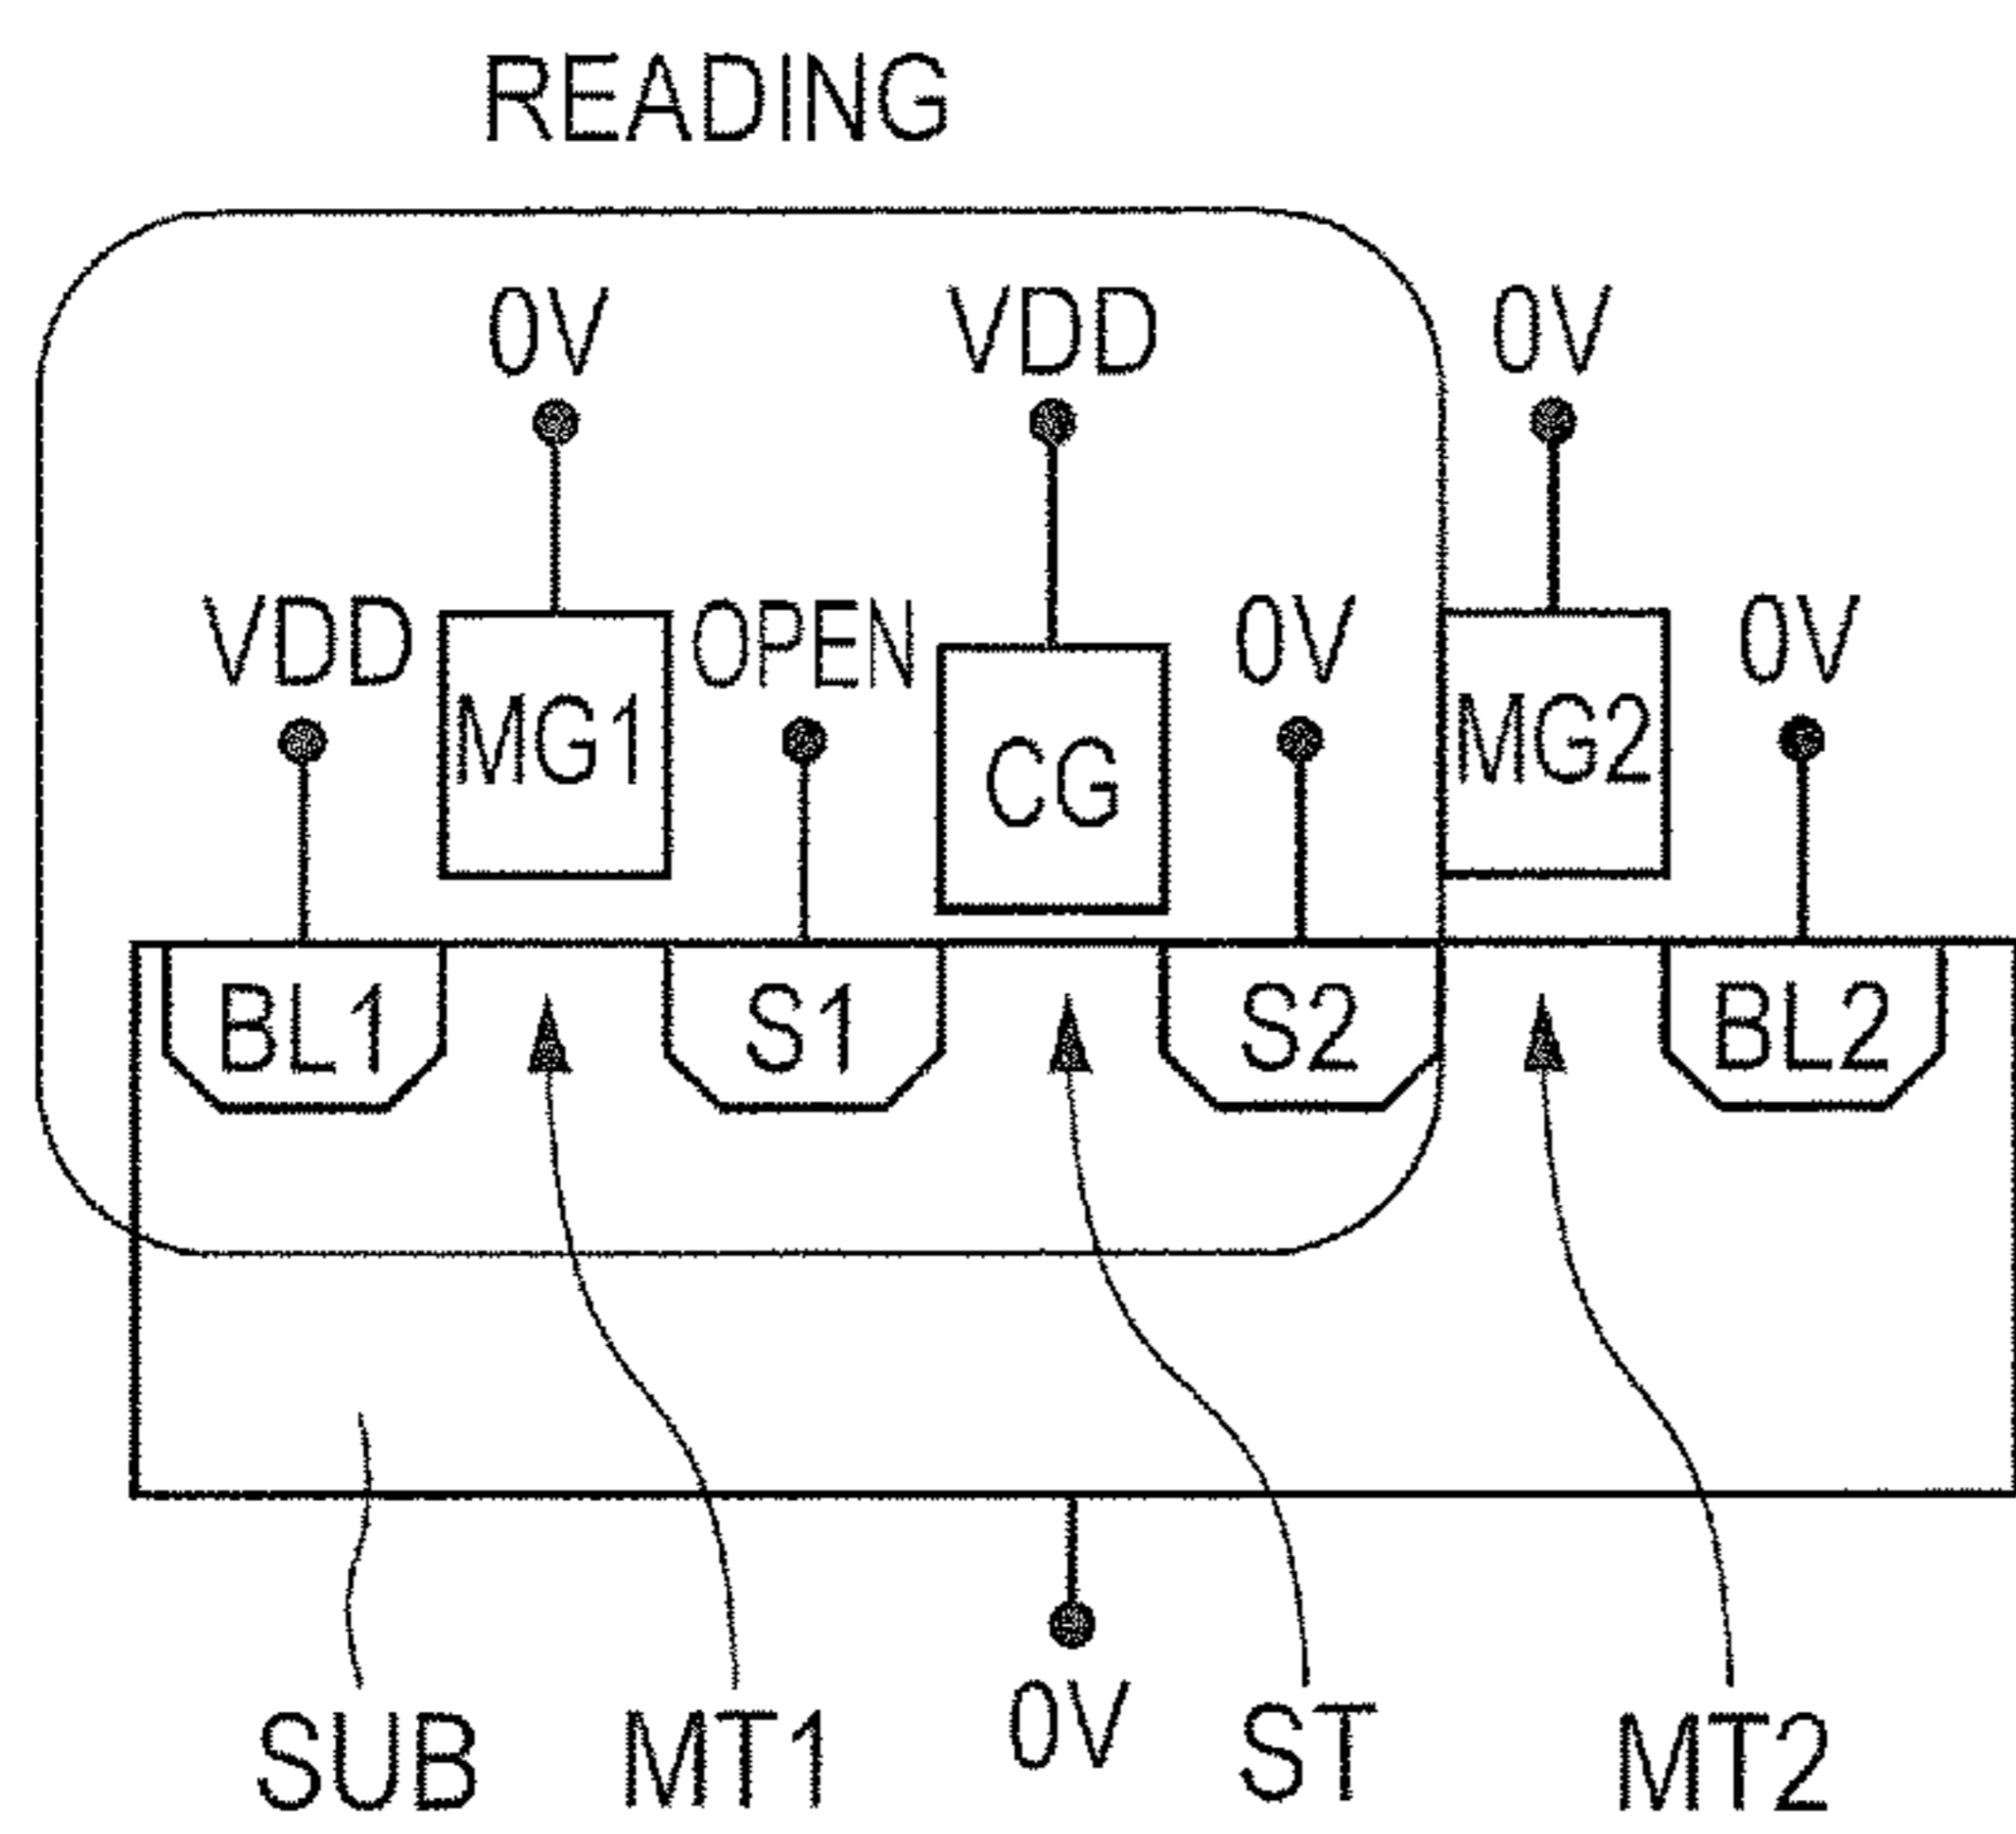 READING
0V VDD 0V
VDD OPEN 0V 0V
MG1 CG MG2
BL1 S1 S2 BL2
SUB MT1 0V ST MT2